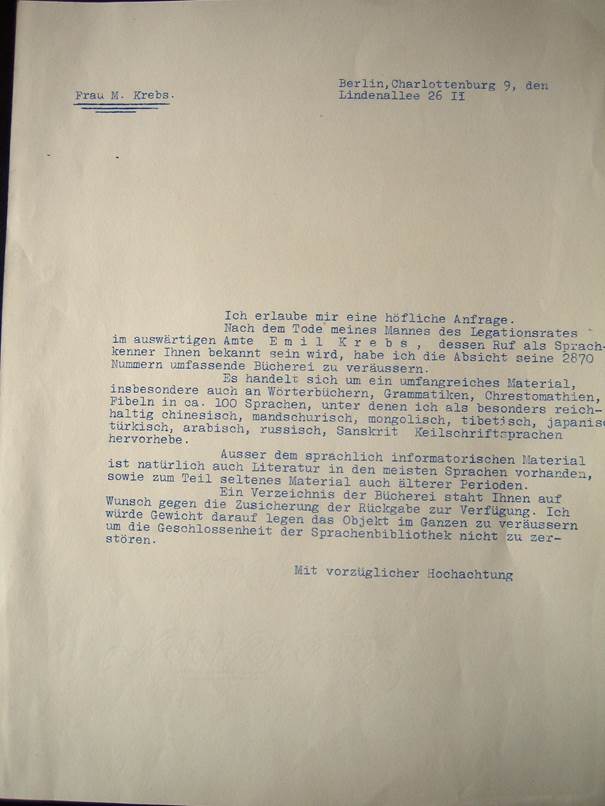 Berlin,Charlottenburg 9, den
Frau M. Krebs.
Lindenallee 26 II
Ich erlaube mir eine höfliche Anfrage.
Nach dem Tode meines Mannes des Legationsrates
im auswärtigen Amte E m i l K r e b s , dessen Ruf als Sprach-
kenner Ihnen bekannt sein wird, habe ich die Absicht seine 2870
Nummern umfassende Bücherei zu veräussern.
Es handelt sich um ein umfangreiches Material,
insbesondere auch an Wörterbüchern, Grammatiken, Chrestomathien,
Fibeln in ca. 100 Sprachen, unter denen ich als besonders reich-
haltig chinesisch, mandschurisch, mongolisch, tibetisch, japanisc
türkisch, arabisch, russisch, Sanskrit Keilschriftsprachen
hervorhebe.
Ausser dem sprachlich informatorischen Material
ist natürlich auch Literatur in den meisten Sprachen vorhanden,
sowie zum Teil seltenes Material auch älterer Perioden.
Ein Verzeichnis der Bücherei staht Ihnen auf
Wunsch gegen die Zusicherung der Rückgabe zur Verfügung. Ich
würde Gewicht darauf legen das Objekt im Ganzen zu veräussern
um die Geschlossenheit der Sprachenbibliothek nicht zu zer-
stören.
Mit vorzüglicher Hochachtung